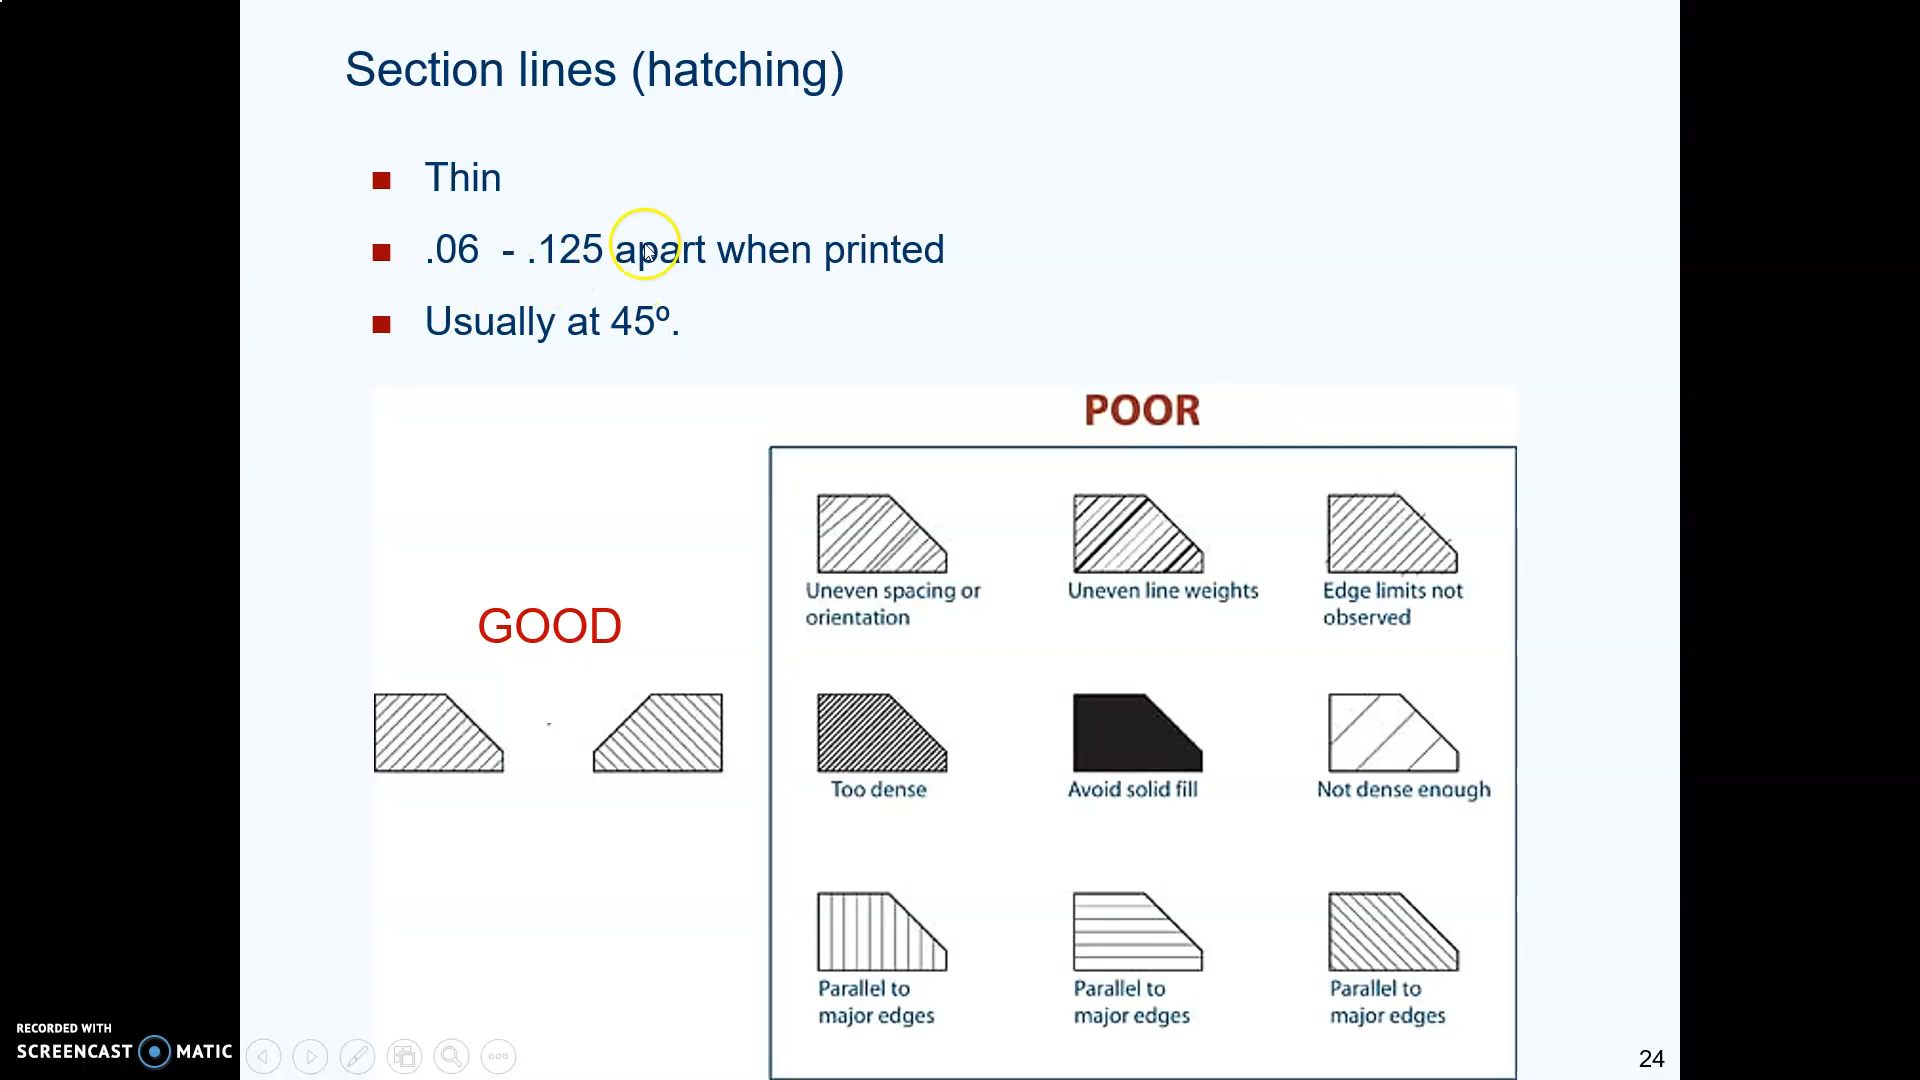 Section lines (hatching)
Thin
.06 - .125 apart when printed
Usually at 45º.
POOR
GOOD
Uneven spacing or
orientation
Uneven line weights
Edge limits not
observed
Too dense
Avoid solid fill
Not dense enough
Parallel to
major edges
Parallel to
major edges
Parallel to
major edges
RECORDED WITH
SCREENCAST MATIC
24